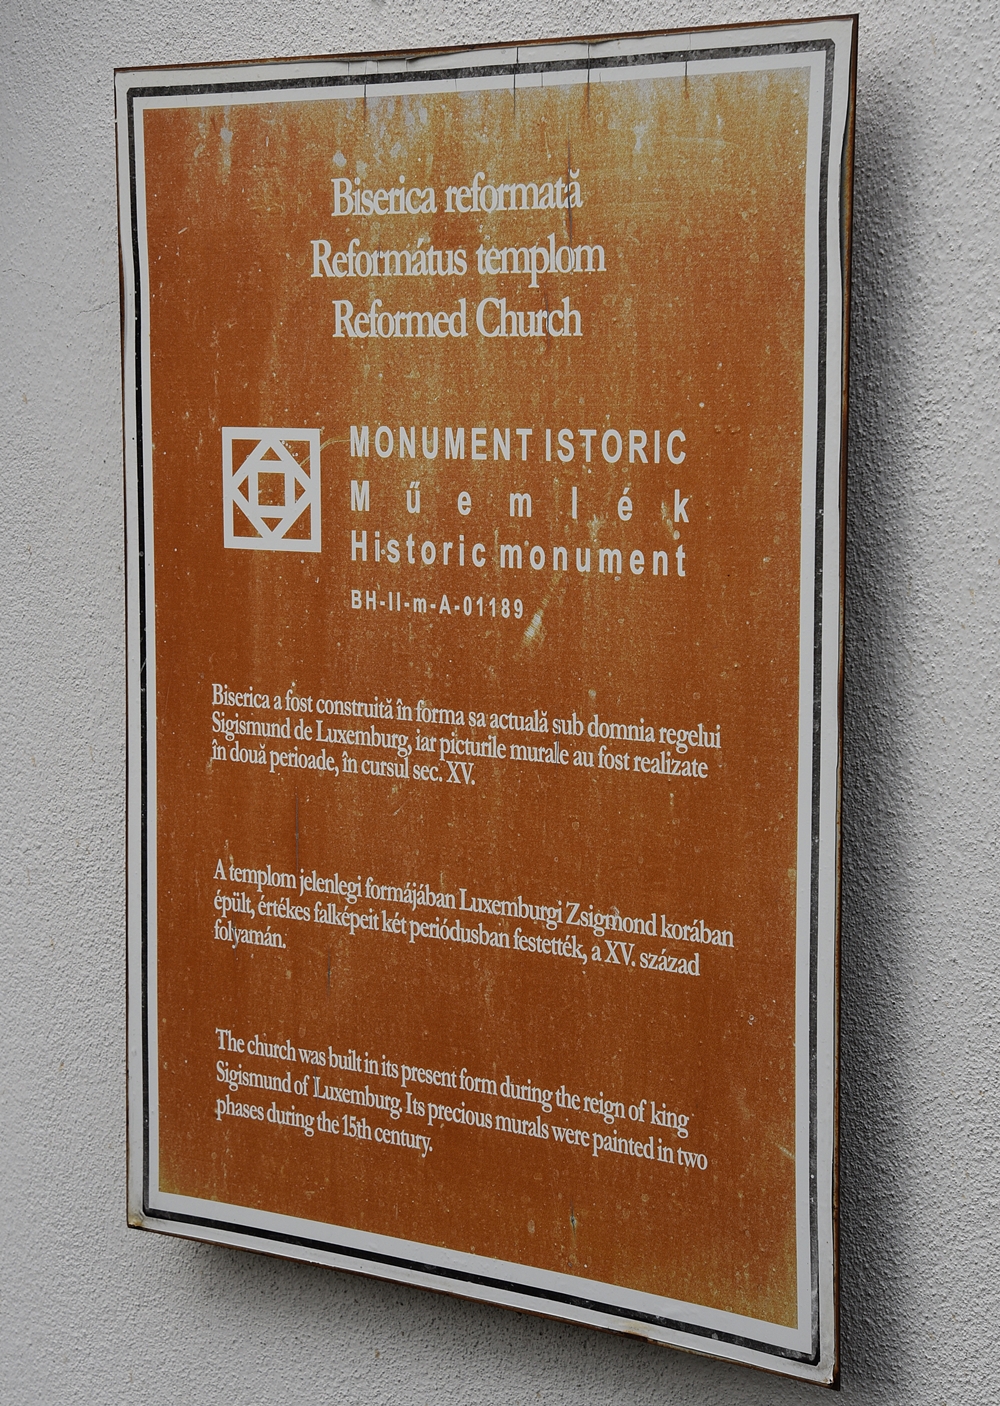 Biserica reformată
Református templom
Reformed Church
MONUMENT ISTORIC
Műemlék
Historic monument
BH-II-m-A-01189
Biserica a fost construită în forma sa actuală sub domnia regelui
Sigismund de Luxemburg, iar picturile murale au fost realizate
în două perioade, în cursul sec. XV.
A templom jelenlegi formájában Luxemburgi Zsigmond korában
épült, értékes falképeit két periódusban festették, a XV. század
folyamán.
The church was built in its present form during the reign of king
Sigismund of Luxemburg. Its precious murals were painted in two
phases during the 15th century.